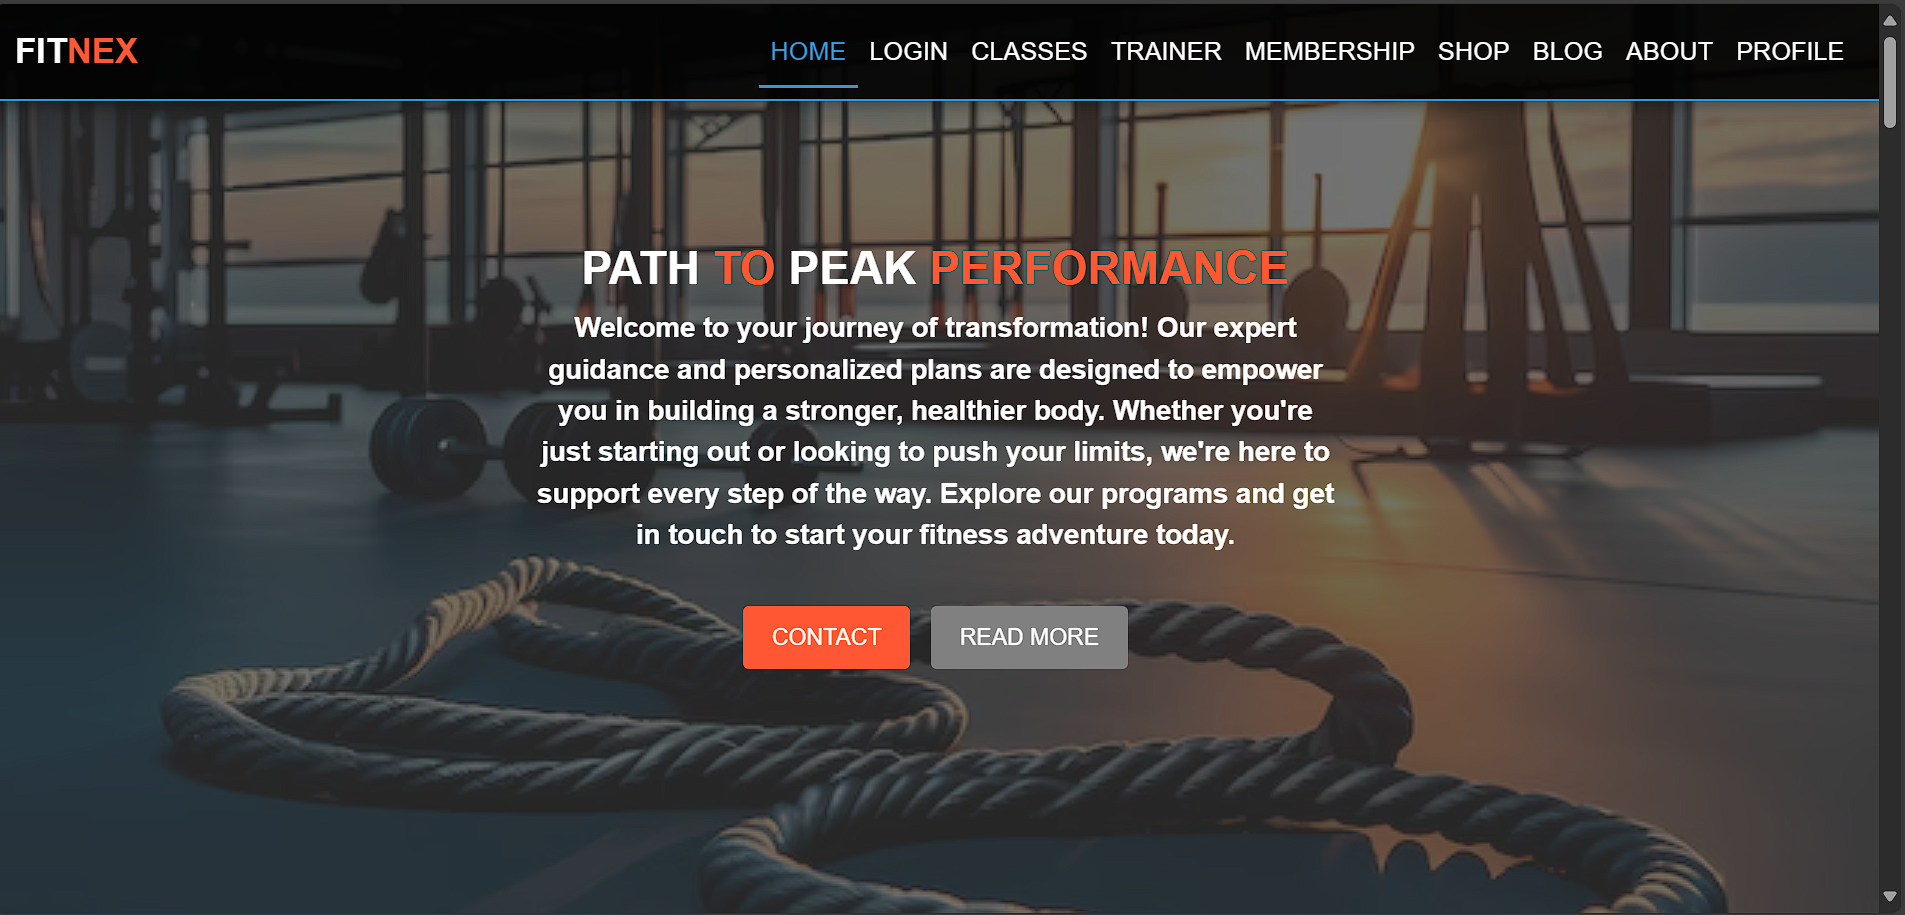 FITNEX
HOME LOGIN CLASSES TRAINER MEMBERSHIP SHOP BLOG ABOUT PROFILE
PATH TO PEAK PERFORMANCE
Welcome to your journey of transformation! Our expert
guidance and personalized plans are designed to empower
you in building a stronger, healthier body. Whether you're
just starting out or looking to push your limits, we're here to
support every step of the way. Explore our programs and get
in touch to start your fitness adventure today.
CONTACT READ MORE